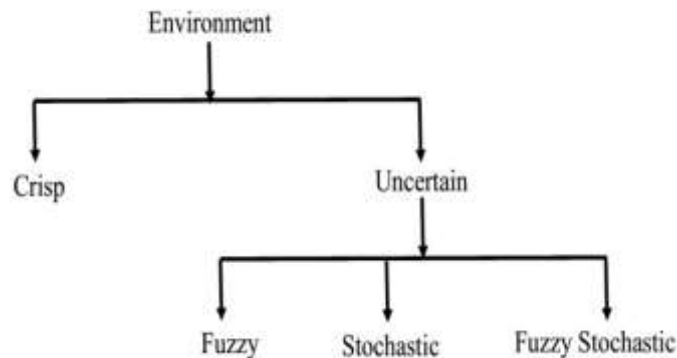 Environment
Crisp
Uncertain
Fuzzy
Stochastic
Fuzzy Stochastic